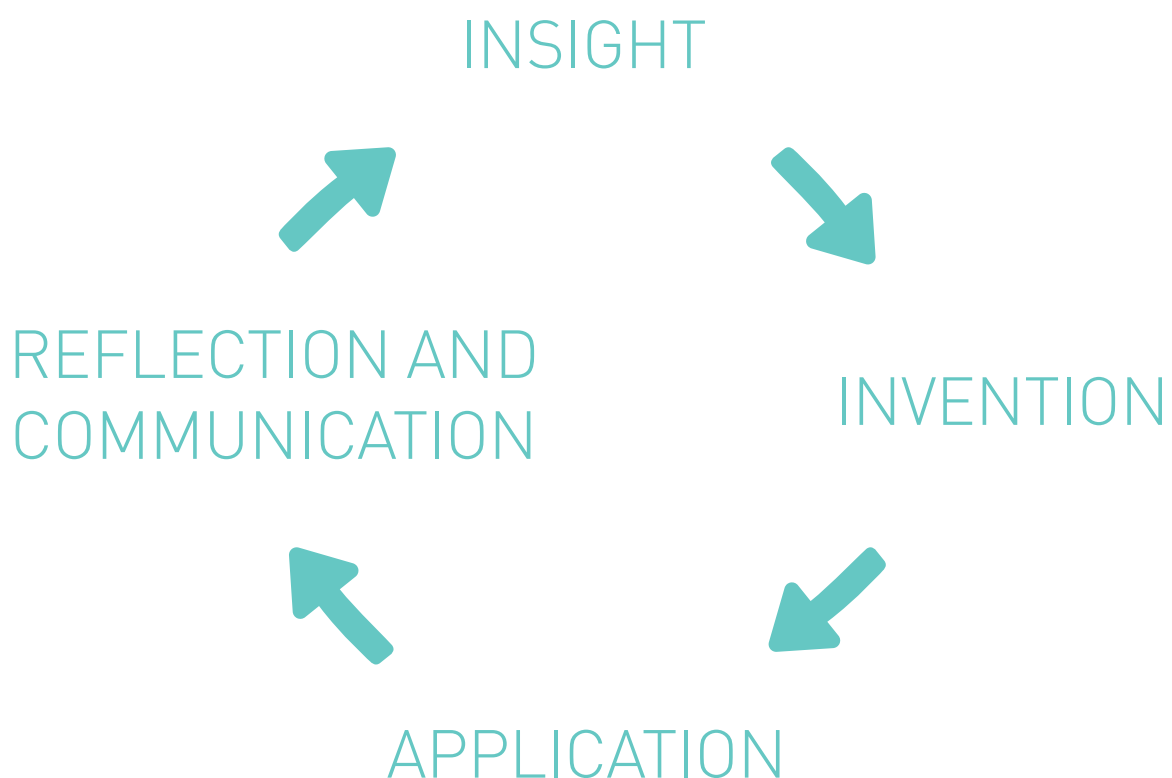 INSIGHT
REFLECTION AND
COMMUNICATION
INVENTION
APPLICATION